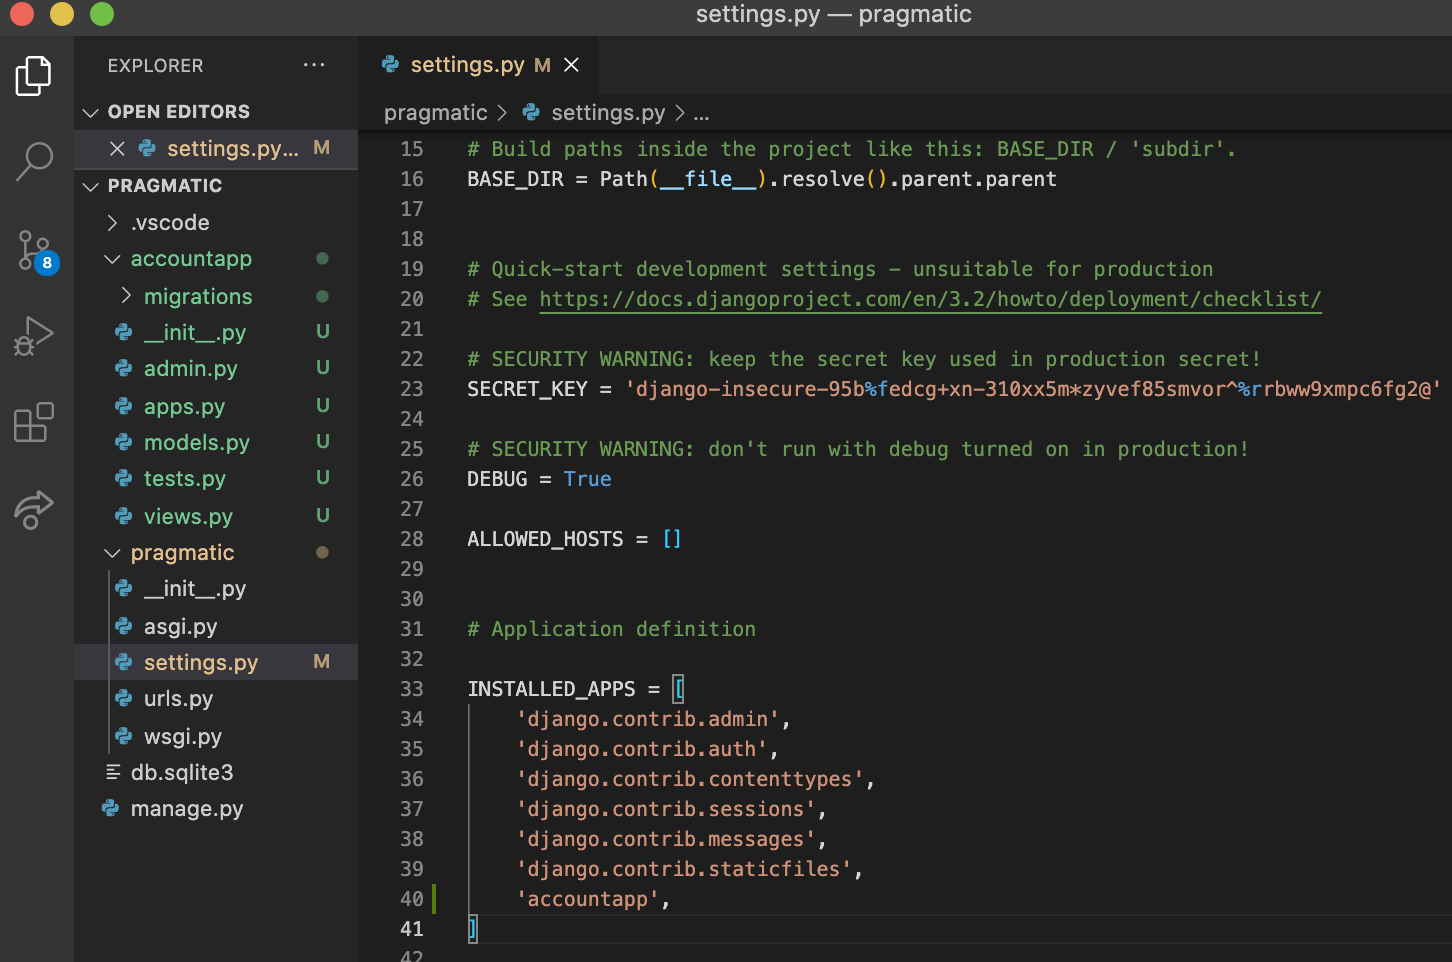 settings.py — pragmatic
EXPLORER ...
OPEN EDITORS
settings.py... M
PRAGMATIC
.vscode
accountapp
migrations
__init__.py U
admin.py U
apps.py U
models.py U
tests.py U
views.py U
pragmatic
__init__.py
asgi.py
settings.py M
urls.py
wsgi.py
db.sqlite3
manage.py
8
settings.py M
pragmatic > settings.py > ...
15 # Build paths inside the project like this: BASE_DIR / 'subdir'.
16 BASE_DIR = Path(__file__).resolve().parent.parent
17
18
19 # Quick-start development settings - unsuitable for production
20 # See https://docs.djangoproject.com/en/3.2/howto/deployment/checklist/
21
22 # SECURITY WARNING: keep the secret key used in production secret!
23 SECRET_KEY = 'django-insecure-95b%fedcg+xn-310xx5m*zyvef85smvor^%rrbww9xmpc6fg2@'
24
25 # SECURITY WARNING: don't run with debug turned on in production!
26 DEBUG = True
27
28 ALLOWED_HOSTS = []
29
30
31 # Application definition
32
33 INSTALLED_APPS = [
34 'django.contrib.admin',
35 'django.contrib.auth',
36 'django.contrib.contenttypes',
37 'django.contrib.sessions',
38 'django.contrib.messages',
39 'django.contrib.staticfiles',
40 'accountapp',
41 ]
42